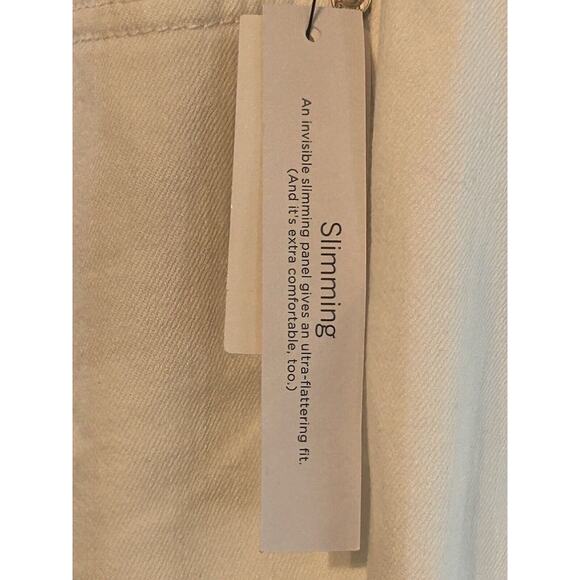 Slimming
An invisible slimming panel gives an ultra-flattering fit.
(And it's extra comfortable, too.)